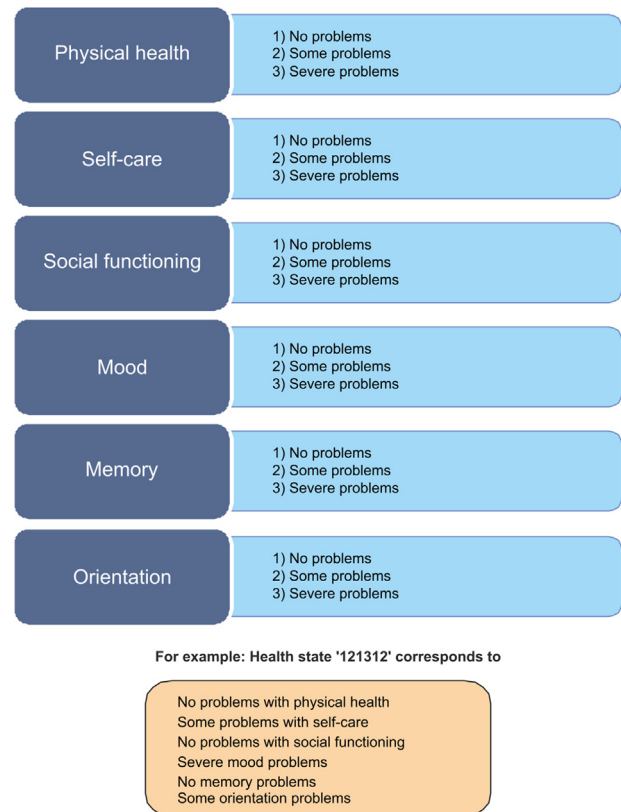 Physical health
1) No problems
2) Some problems
3) Severe problems
Self-care
1) No problems
2) Some problems
3) Severe problems
Social functioning
1) No problems
2) Some problems
3) Severe problems
Mood
1) No problems
2) Some problems
3) Severe problems
Memory
1) No problems
2) Some problems
3) Severe problems
Orientation
1) No problems
2) Some problems
3) Severe problems
For example: Health state '121312' corresponds to
No problems with physical health
Some problems with self-care
No problems with social functioning
Severe mood problems
No memory problems
Some orientation problems